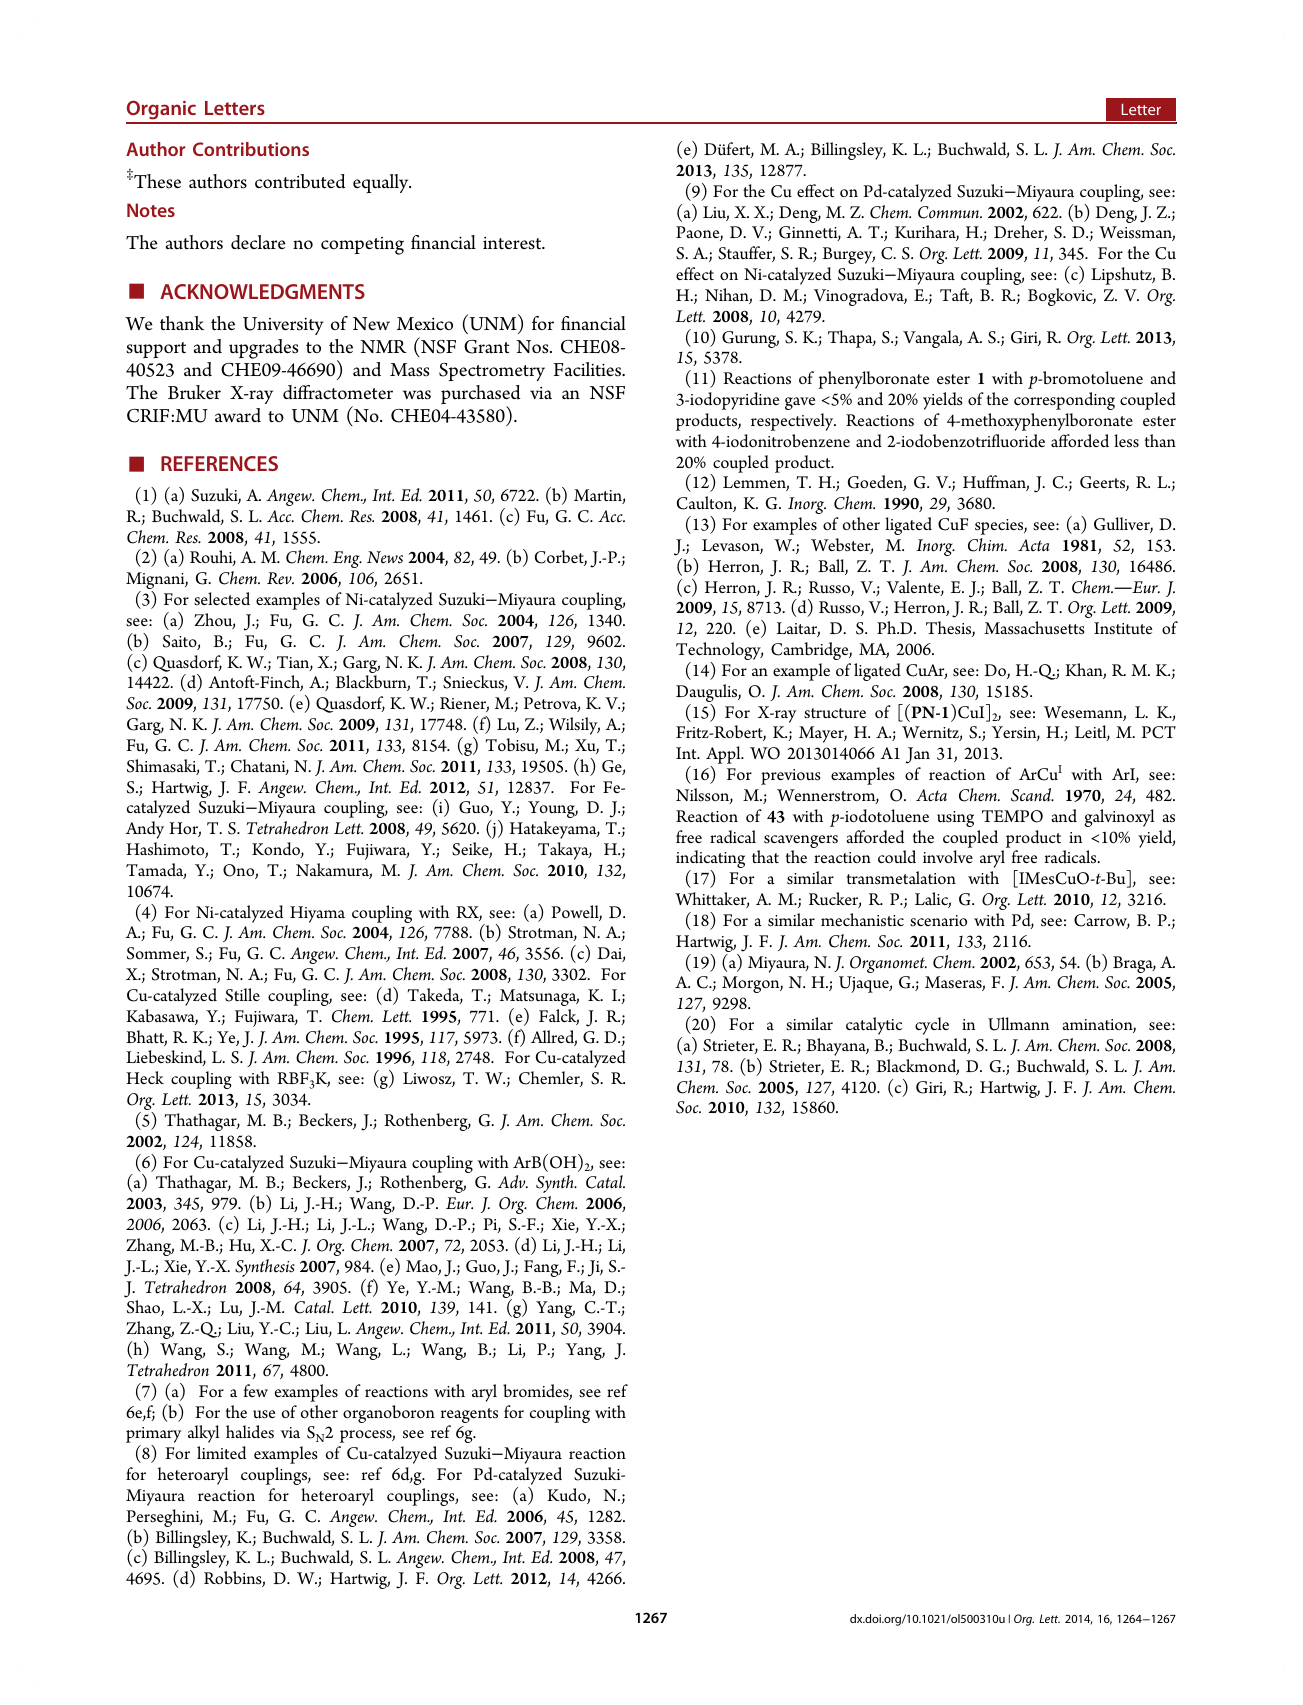 Organic Letters
Letter
Author Contributions
‡These authors contributed equally.
Notes
The authors declare no competing financial interest.
■ ACKNOWLEDGMENTS
We thank the University of New Mexico (UNM) for financial
support and upgrades to the NMR (NSF Grant Nos. CHE08-
40523 and CHE09-46690) and Mass Spectrometry Facilities.
The Bruker X-ray diffractometer was purchased via an NSF
CRIF:MU award to UNM (No. CHE04-43580).
■ REFERENCES
(1) (a) Suzuki, A. Angew. Chem., Int. Ed. 2011, 50, 6722. (b) Martin,
R.; Buchwald, S. L. Acc. Chem. Res. 2008, 41, 1461. (c) Fu, G. C. Acc.
Chem. Res. 2008, 41, 1555.
(2) (a) Rouhi, A. M. Chem. Eng. News 2004, 82, 49. (b) Corbet, J.-P.;
Mignani, G. Chem. Rev. 2006, 106, 2651.
(3) For selected examples of Ni-catalyzed Suzuki−Miyaura coupling,
see: (a) Zhou, J.; Fu, G. C. J. Am. Chem. Soc. 2004, 126, 1340.
(b) Saito, B.; Fu, G. C. J. Am. Chem. Soc. 2007, 129, 9602.
(c) Quasdorf, K. W.; Tian, X.; Garg, N. K. J. Am. Chem. Soc. 2008, 130,
14422. (d) Antoft-Finch, A.; Blackburn, T.; Snieckus, V. J. Am. Chem.
Soc. 2009, 131, 17750. (e) Quasdorf, K. W.; Riener, M.; Petrova, K. V.;
Garg, N. K. J. Am. Chem. Soc. 2009, 131, 17748. (f) Lu, Z.; Wilsily, A.;
Fu, G. C. J. Am. Chem. Soc. 2011, 133, 8154. (g) Tobisu, M.; Xu, T.;
Shimasaki, T.; Chatani, N. J. Am. Chem. Soc. 2011, 133, 19505. (h) Ge,
S.; Hartwig, J. F. Angew. Chem., Int. Ed. 2012, 51, 12837. For Fe-
catalyzed Suzuki−Miyaura coupling, see: (i) Guo, Y.; Young, D. J.;
Andy Hor, T. S. Tetrahedron Lett. 2008, 49, 5620. (j) Hatakeyama, T.;
Hashimoto, T.; Kondo, Y.; Fujiwara, Y.; Seike, H.; Takaya, H.;
Tamada, Y.; Ono, T.; Nakamura, M. J. Am. Chem. Soc. 2010, 132,
10674.
(4) For Ni-catalyzed Hiyama coupling with RX, see: (a) Powell, D.
A.; Fu, G. C. J. Am. Chem. Soc. 2004, 126, 7788. (b) Strotman, N. A.;
Sommer, S.; Fu, G. C. Angew. Chem., Int. Ed. 2007, 46, 3556. (c) Dai,
X.; Strotman, N. A.; Fu, G. C. J. Am. Chem. Soc. 2008, 130, 3302. For
Cu-catalyzed Stille coupling, see: (d) Takeda, T.; Matsunaga, K. I.;
Kabasawa, Y.; Fujiwara, T. Chem. Lett. 1995, 771. (e) Falck, J. R.;
Bhatt, R. K.; Ye, J. J. Am. Chem. Soc. 1995, 117, 5973. (f) Allred, G. D.;
Liebeskind, L. S. J. Am. Chem. Soc. 1996, 118, 2748. For Cu-catalyzed
Heck coupling with RBF3K, see: (g) Liwosz, T. W.; Chemler, S. R.
Org. Lett. 2013, 15, 3034.
(5) Thathagar, M. B.; Beckers, J.; Rothenberg, G. J. Am. Chem. Soc.
2002, 124, 11858.
(6) For Cu-catalyzed Suzuki−Miyaura coupling with ArB(OH)2, see:
(a) Thathagar, M. B.; Beckers, J.; Rothenberg, G. Adv. Synth. Catal.
2003, 345, 979. (b) Li, J.-H.; Wang, D.-P. Eur. J. Org. Chem. 2006,
2006, 2063. (c) Li, J.-H.; Li, J.-L.; Wang, D.-P.; Pi, S.-F.; Xie, Y.-X.;
Zhang, M.-B.; Hu, X.-C. J. Org. Chem. 2007, 72, 2053. (d) Li, J.-H.; Li,
J.-L.; Xie, Y.-X. Synthesis 2007, 984. (e) Mao, J.; Guo, J.; Fang, F.; Ji, S.-
J. Tetrahedron 2008, 64, 3905. (f) Ye, Y.-M.; Wang, B.-B.; Ma, D.;
Shao, L.-X.; Lu, J.-M. Catal. Lett. 2010, 139, 141. (g) Yang, C.-T.;
Zhang, Z.-Q.; Liu, Y.-C.; Liu, L. Angew. Chem., Int. Ed. 2011, 50, 3904.
(h) Wang, S.; Wang, M.; Wang, L.; Wang, B.; Li, P.; Yang, J.
Tetrahedron 2011, 67, 4800.
(7) (a) For a few examples of reactions with aryl bromides, see ref
6e,f; (b) For the use of other organoboron reagents for coupling with
primary alkyl halides via SN2 process, see ref 6g.
(8) For limited examples of Cu-catalzyed Suzuki−Miyaura reaction
for heteroaryl couplings, see: ref 6d,g. For Pd-catalyzed Suzuki-
Miyaura reaction for heteroaryl couplings, see: (a) Kudo, N.;
Perseghini, M.; Fu, G. C. Angew. Chem., Int. Ed. 2006, 45, 1282.
(b) Billingsley, K.; Buchwald, S. L. J. Am. Chem. Soc. 2007, 129, 3358.
(c) Billingsley, K. L.; Buchwald, S. L. Angew. Chem., Int. Ed. 2008, 47,
4695. (d) Robbins, D. W.; Hartwig, J. F. Org. Lett. 2012, 14, 4266.
(e) Düfert, M. A.; Billingsley, K. L.; Buchwald, S. L. J. Am. Chem. Soc.
2013, 135, 12877.
(9) For the Cu effect on Pd-catalyzed Suzuki−Miyaura coupling, see:
(a) Liu, X. X.; Deng, M. Z. Chem. Commun. 2002, 622. (b) Deng, J. Z.;
Paone, D. V.; Ginnetti, A. T.; Kurihara, H.; Dreher, S. D.; Weissman,
S. A.; Stauffer, S. R.; Burgey, C. S. Org. Lett. 2009, 11, 345. For the Cu
effect on Ni-catalyzed Suzuki−Miyaura coupling, see: (c) Lipshutz, B.
H.; Nihan, D. M.; Vinogradova, E.; Taft, B. R.; Bogkovic, Z. V. Org.
Lett. 2008, 10, 4279.
(10) Gurung, S. K.; Thapa, S.; Vangala, A. S.; Giri, R. Org. Lett. 2013,
15, 5378.
(11) Reactions of phenylboronate ester 1 with p-bromotoluene and
3-iodopyridine gave <5% and 20% yields of the corresponding coupled
products, respectively. Reactions of 4-methoxyphenylboronate ester
with 4-iodonitrobenzene and 2-iodobenzotrifluoride afforded less than
20% coupled product.
(12) Lemmen, T. H.; Goeden, G. V.; Huffman, J. C.; Geerts, R. L.;
Caulton, K. G. Inorg. Chem. 1990, 29, 3680.
(13) For examples of other ligated CuF species, see: (a) Gulliver, D.
J.; Levason, W.; Webster, M. Inorg. Chim. Acta 1981, 52, 153.
(b) Herron, J. R.; Ball, Z. T. J. Am. Chem. Soc. 2008, 130, 16486.
(c) Herron, J. R.; Russo, V.; Valente, E. J.; Ball, Z. T. Chem.—Eur. J.
2009, 15, 8713. (d) Russo, V.; Herron, J. R.; Ball, Z. T. Org. Lett. 2009,
12, 220. (e) Laitar, D. S. Ph.D. Thesis, Massachusetts Institute of
Technology, Cambridge, MA, 2006.
(14) For an example of ligated CuAr, see: Do, H.-Q.; Khan, R. M. K.;
Daugulis, O. J. Am. Chem. Soc. 2008, 130, 15185.
(15) For X-ray structure of [(PN-1)CuI]2, see: Wesemann, L. K.,
Fritz-Robert, K.; Mayer, H. A.; Wernitz, S.; Yersin, H.; Leitl, M. PCT
Int. Appl. WO 2013014066 A1 Jan 31, 2013.
(16) For previous examples of reaction of ArCuI with ArI, see:
Nilsson, M.; Wennerstrom, O. Acta Chem. Scand. 1970, 24, 482.
Reaction of 43 with p-iodotoluene using TEMPO and galvinoxyl as
free radical scavengers afforded the coupled product in <10% yield,
indicating that the reaction could involve aryl free radicals.
(17) For a similar transmetalation with [IMesCuO-t-Bu], see:
Whittaker, A. M.; Rucker, R. P.; Lalic, G. Org. Lett. 2010, 12, 3216.
(18) For a similar mechanistic scenario with Pd, see: Carrow, B. P.;
Hartwig, J. F. J. Am. Chem. Soc. 2011, 133, 2116.
(19) (a) Miyaura, N. J. Organomet. Chem. 2002, 653, 54. (b) Braga, A.
A. C.; Morgon, N. H.; Ujaque, G.; Maseras, F. J. Am. Chem. Soc. 2005,
127, 9298.
(20) For a similar catalytic cycle in Ullmann amination, see:
(a) Strieter, E. R.; Bhayana, B.; Buchwald, S. L. J. Am. Chem. Soc. 2008,
131, 78. (b) Strieter, E. R.; Blackmond, D. G.; Buchwald, S. L. J. Am.
Chem. Soc. 2005, 127, 4120. (c) Giri, R.; Hartwig, J. F. J. Am. Chem.
Soc. 2010, 132, 15860.
1267
dx.doi.org/10.1021/ol500310u | Org. Lett. 2014, 16, 1264−1267